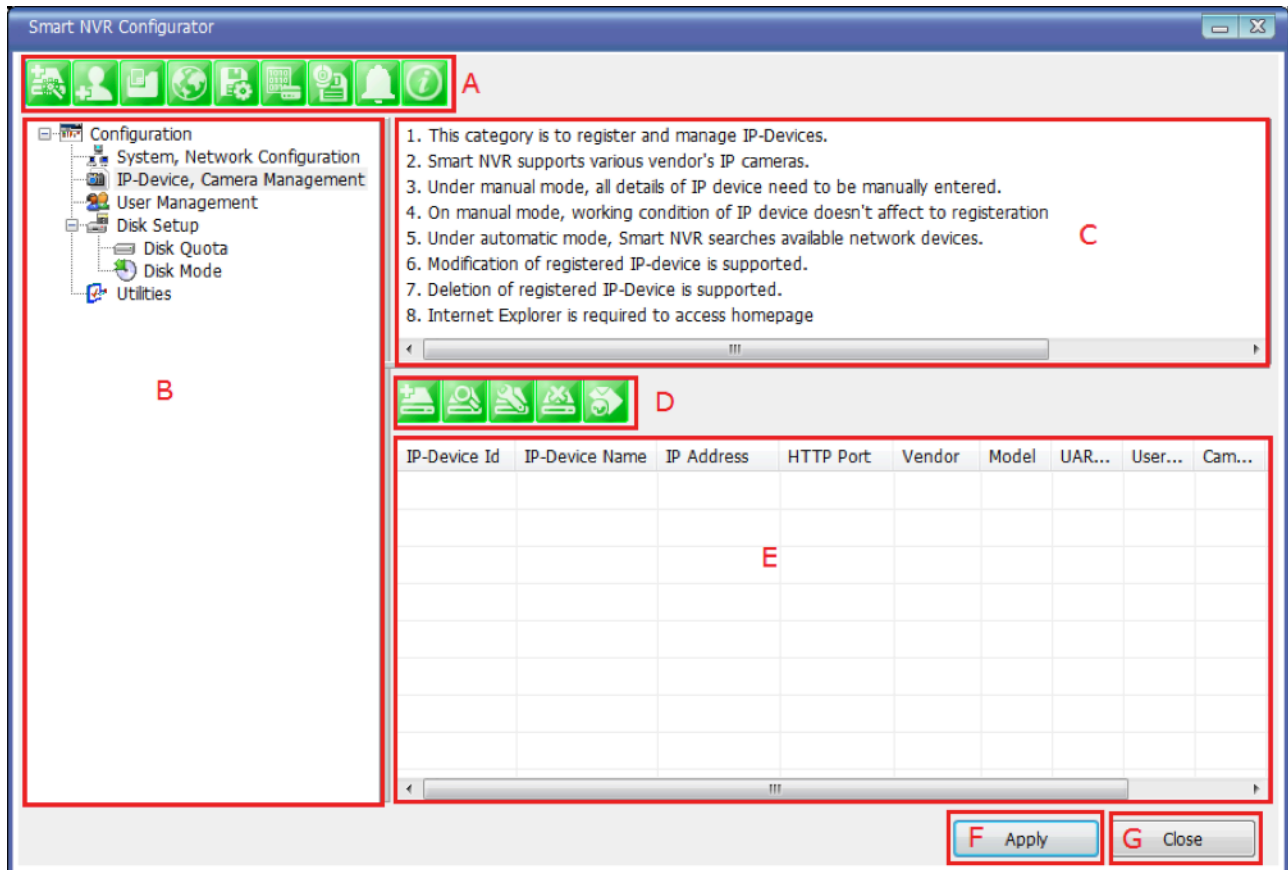 Smart NVR Configurator
A
Configuration
System, Network Configuration
IP-Device, Camera Management
User Management
Disk Setup
Disk Quota
Disk Mode
Utilities
B
1. This category is to register and manage IP-Devices.
2. Smart NVR supports various vendor's IP cameras.
3. Under manual mode, all details of IP device need to be manually entered.
4. On manual mode, working condition of IP device doesn't affect to registeration
5. Under automatic mode, Smart NVR searches available network devices.
6. Modification of registered IP-device is supported.
7. Deletion of registered IP-Device is supported.
8. Internet Explorer is required to access homepage
C
D
IP-Device Id IP-Device Name IP Address HTTP Port Vendor Model UAR... User... Cam...
E
F Apply
G Close